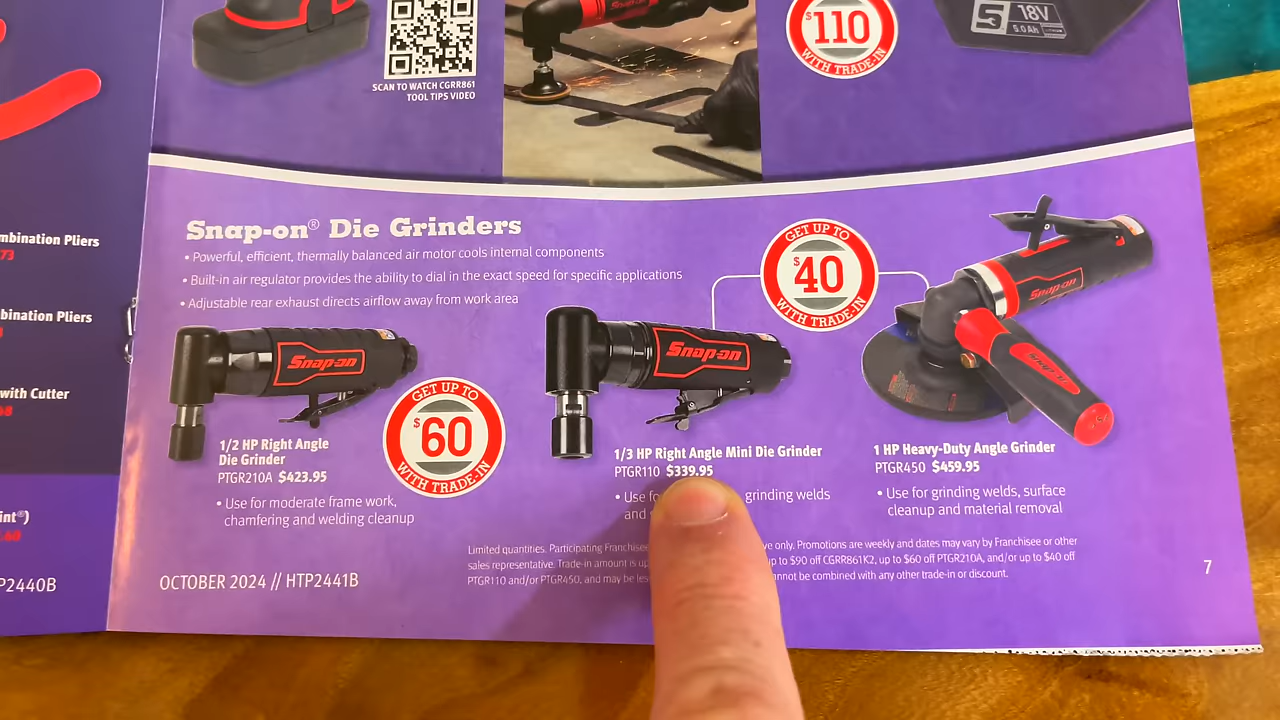 SCAN TO WATCH CGRR861
TOOL TIPS VIDEO
$110
WITH TRADE-IN
S 18V
5.0 Ah
mbination Pliers
73
bination Pliers
with Cutter
68
int®)
P2440B
Snap-on® Die Grinders
• Powerful, efficient, thermally balanced air motor cools internal components
• Built-in air regulator provides the ability to dial in the exact speed for specific applications
• Adjustable rear exhaust directs airflow away from work area
Snap-on
GET UP TO
$60
WITH TRADE-IN
1/2 HP Right Angle
Die Grinder
PTGR210A $423.95
• Use for moderate frame work,
chamfering and welding cleanup
GET UP TO
$40
WITH TRADE-IN
Snap-on
1/3 HP Right Angle Mini Die Grinder
PTGR110 $339.95
• Use fo grinding welds
and
Snap-on
Snap-on
1 HP Heavy-Duty Angle Grinder
PTGR450 $459.95
• Use for grinding welds, surface
cleanup and material removal
Limited quantities. Participating Franchise ve only. Promotions are weekly and dates may vary by Franchisee or other
sales representative. Trade-in amount is up up to $90 off CGRR861K2, up to $60 off PTGR210A, and/or up to $40 off
PTGR110 and/or PTGR450, and may be les annot be combined with any other trade-in or discount.
OCTOBER 2024 // HTP2441B
7